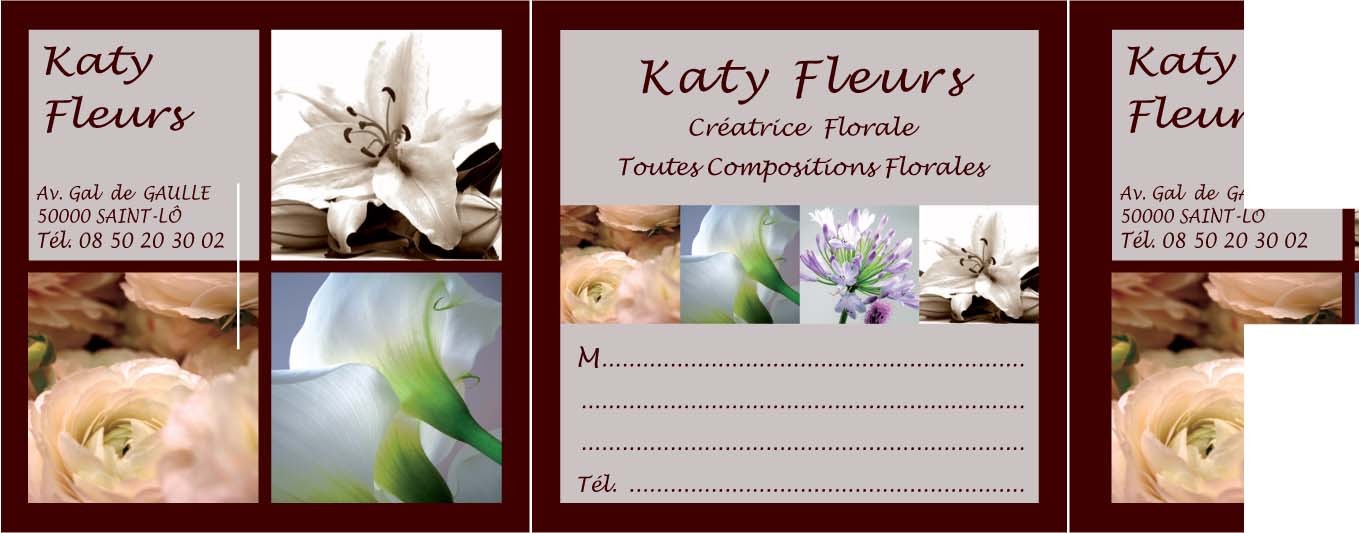 Katy
Fleurs
Av. Gal de GAULLE
50000 SAINT-LÔ
Tél. 08 50 20 30 02
Katy Fleurs
Créatrice Florale
Toutes Compositions Florales
M......................................................................
......................................................................
......................................................................
Tél. ................................................................
Katy
Fleur
Av. Gal de GA
50000 SAINT-LÔ
Tél. 08 50 20 30 02